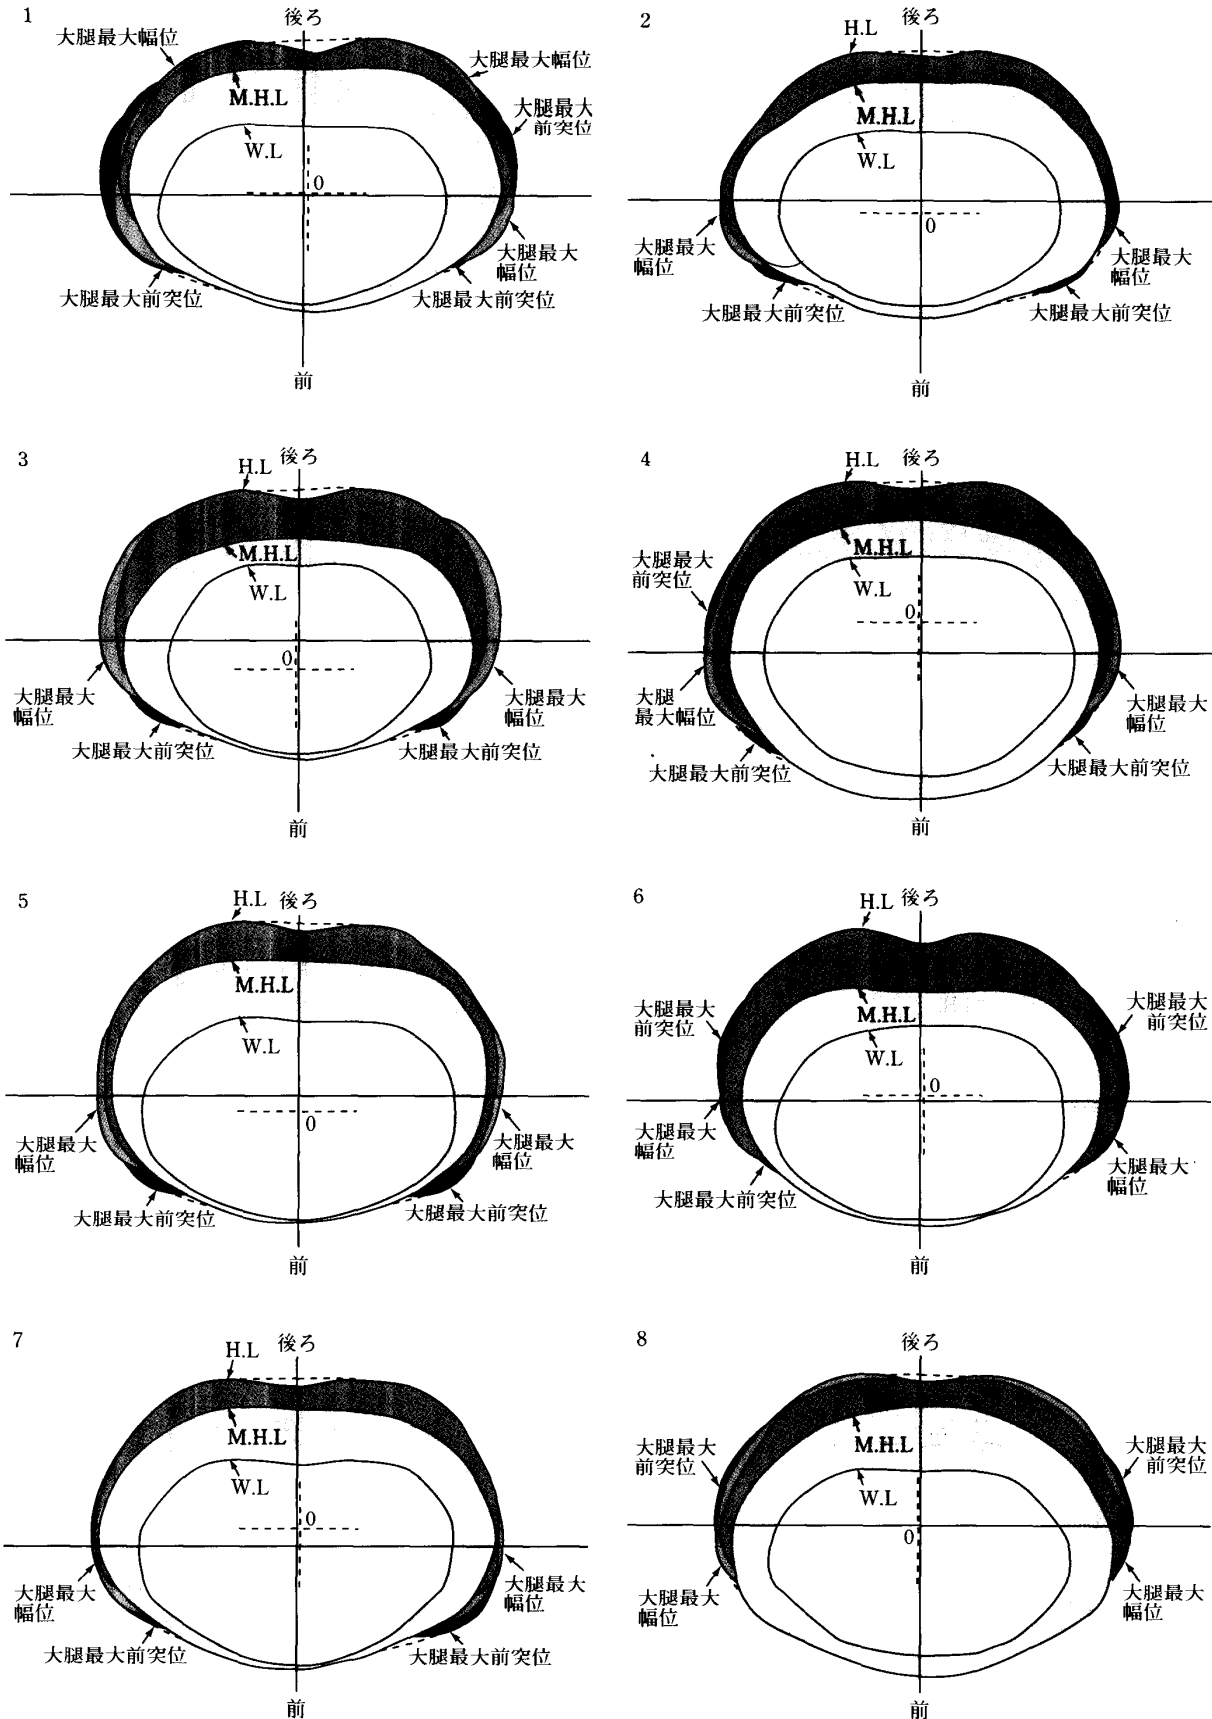 1
後ろ
大腿最大幅位
大腿最大幅位
大腿最大
前突位
M.H.L
W.L
0
大腿最大
幅位
大腿最大前突位
大腿最大前突位
前
2
後ろ
H.L
M.H.L
W.L
0
大腿最大
幅位
大腿最大
幅位
大腿最大前突位
大腿最大前突位
前
3
後ろ
H.L
M.H.L
W.L
0
大腿最大
幅位
大腿最大
幅位
大腿最大前突位
大腿最大前突位
前
4
後ろ
H.L
M.H.L
大腿最大
前突位
W.L
0
大腿
最大幅位
大腿最大
幅位
大腿最大前突位
大腿最大前突位
前
5
H.L 後ろ
M.H.L
W.L
0
大腿最大
幅位
大腿最大
幅位
大腿最大前突位
大腿最大前突位
前
6
H.L 後ろ
大腿最大
前突位
大腿最大
前突位
M.H.L
W.L
0
大腿最大
幅位
大腿最大
幅位
大腿最大前突位
前
7
後ろ
H.L
M.H.L
W.L
0
大腿最大
幅位
大腿最大
幅位
大腿最大前突位
大腿最大前突位
前
8
後ろ
M.H.L
大腿最大
前突位
大腿最大
前突位
W.L
0
大腿最大
幅位
大腿最大
幅位
前